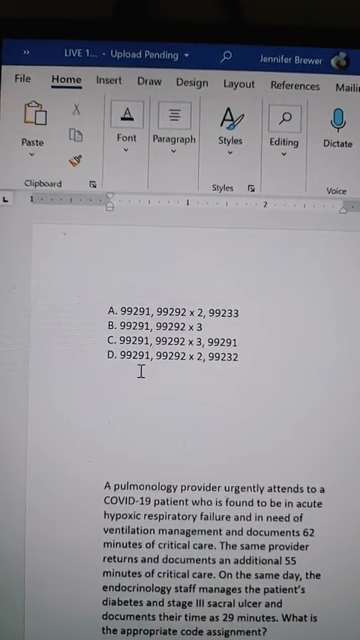 LIVE 1... - Upload Pending
Jennifer Brewer
File Home Insert Draw Design Layout References Mailin
Paste
Font
Paragraph
Styles
Editing
Dictate
Clipboard
Styles
Voice
1 1 2
A. 99291, 99292 x 2, 99233
B. 99291, 99292 x 3
C. 99291, 99292 x 3, 99291
D. 99291, 99292 x 2, 99232
A pulmonology provider urgently attends to a
COVID-19 patient who is found to be in acute
hypoxic respiratory failure and in need of
ventilation management and documents 62
minutes of critical care. The same provider
returns and documents an additional 55
minutes of critical care. On the same day, the
endocrinology staff manages the patient's
diabetes and stage III sacral ulcer and
documents their time as 29 minutes. What is
the appropriate code assignment?